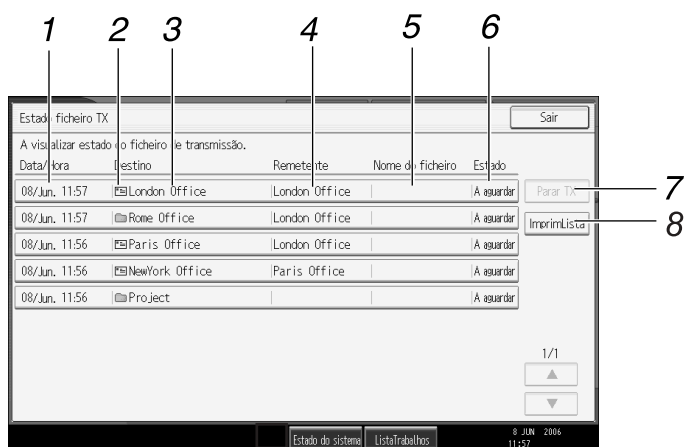 1 2 3 4 5 6
Estado ficheiro TX Sair
A visualizar estado do ficheiro de transmissão.
Data/Hora Destino Remetente Nome do ficheiro Estado
08/Jun. 11:57 London Office London Office A aguardar Parar TX 7
08/Jun. 11:57 Rome Office London Office A aguardar ImprimLista 8
08/Jun. 11:56 Paris Office London Office A aguardar
08/Jun. 11:56 NewYork Office Paris Office A aguardar
08/Jun. 11:56 Project A aguardar
1/1
Estado do sistema ListaTrabalhos 8 JUN 2006
11:57